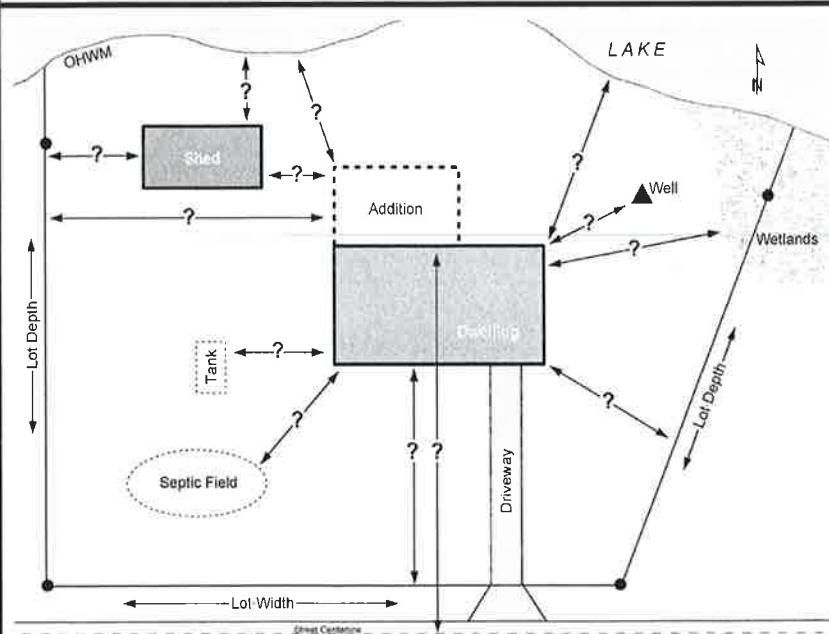 OHWM
LAKE
N
?
?
?
Shed
?
?
Well
?
?
Addition
?
Wetlands
Dwelling
Lot Depth
Tank
?
?
?
Lot Depth
?
?
Septic Field
Driveway
Lot Width
Street Centerline